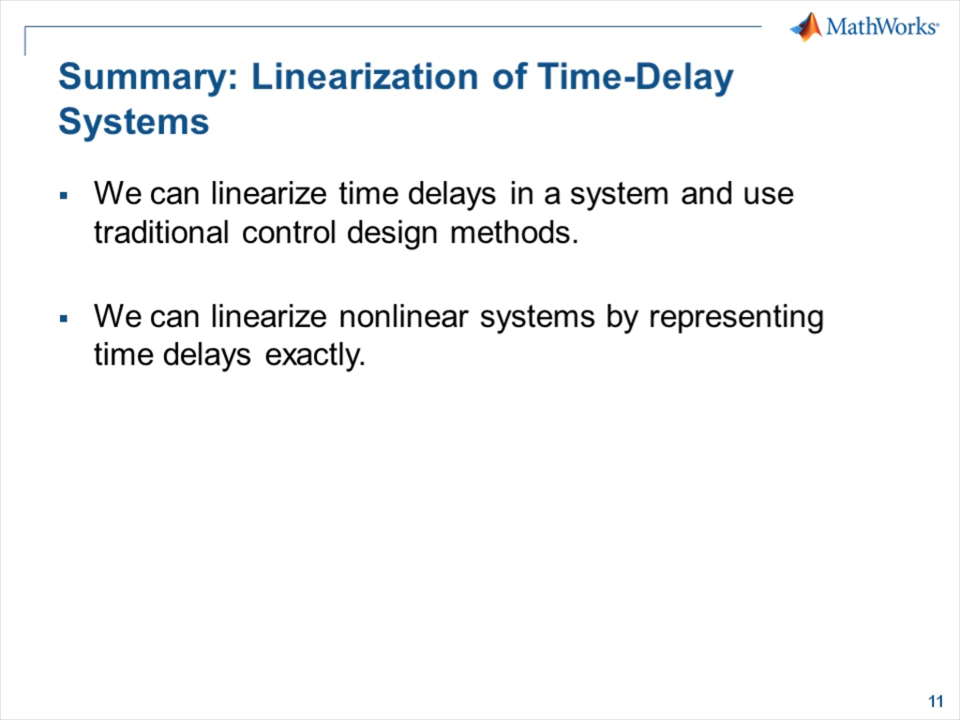 MathWorks®
Summary: Linearization of Time-Delay
Systems
▪ We can linearize time delays in a system and use
traditional control design methods.
▪ We can linearize nonlinear systems by representing
time delays exactly.
11